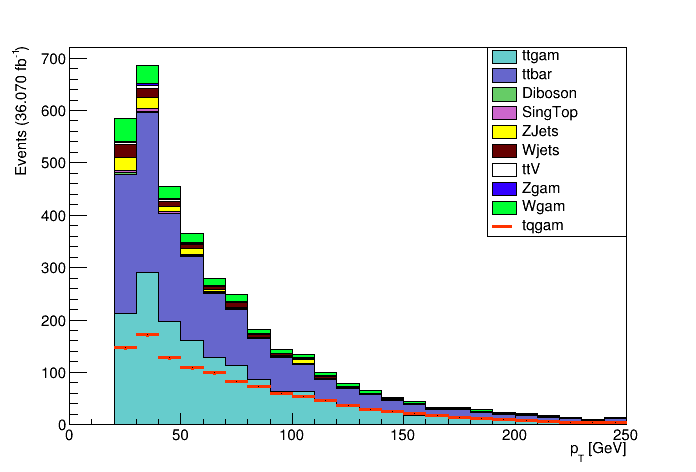 Events (36.070 fb⁻¹)
700
600
500
400
300
200
100
0
0
50
100
150
200
250
p_T [GeV]
ttgam
ttbar
Diboson
SingTop
ZJets
Wjets
ttV
Zgam
Wgam
tqgam